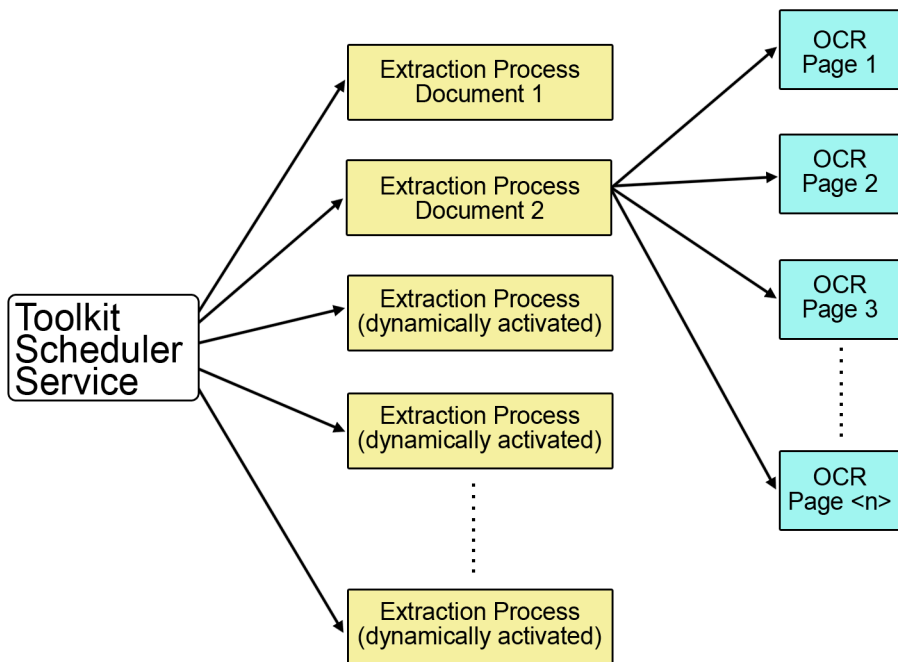 Toolkit
Scheduler
Service
Extraction Process
Document 1
Extraction Process
Document 2
Extraction Process
(dynamically activated)
Extraction Process
(dynamically activated)
Extraction Process
(dynamically activated)
OCR
Page 1
OCR
Page 2
OCR
Page 3
OCR
Page <n>